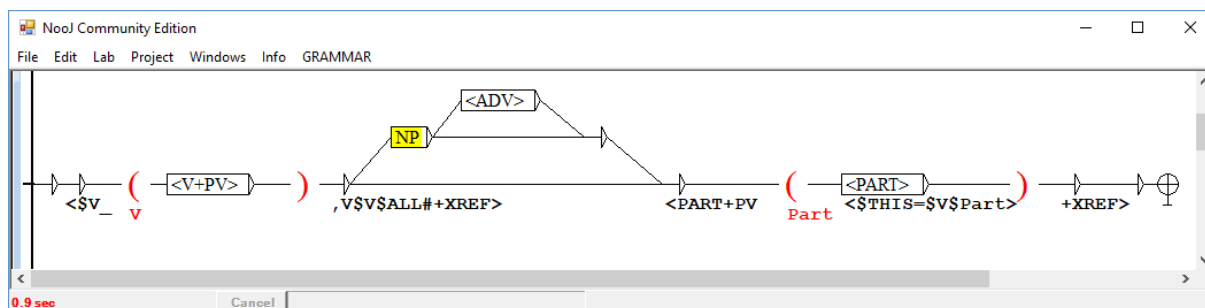 NooJ Community Edition
File Edit Lab Project Windows Info GRAMMAR
<ADV>
NP
( <V+PV> ) ( <PART> )
<$V_ V ,V$V$ALL#+XREF> <PART+PV Part <$THIS=$V$Part> +XREF>
0.9 sec Cancel